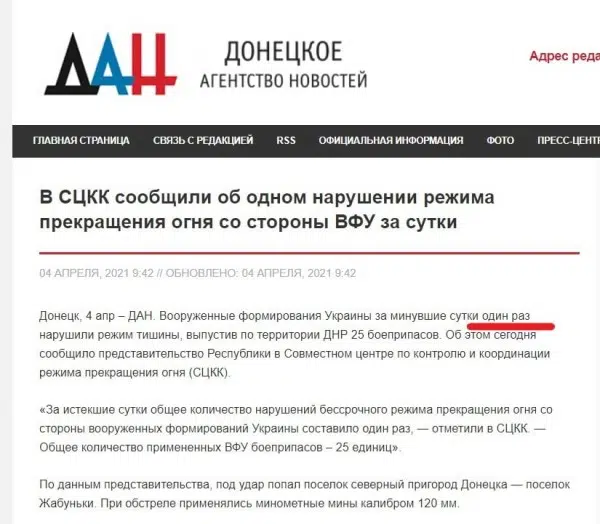 ДАН
ДОНЕЦКОЕ
АГЕНТСТВО НОВОСТЕЙ
Адрес реда
ГЛАВНАЯ СТРАНИЦА СВЯЗЬ С РЕДАКЦИЕЙ RSS ОФИЦИАЛЬНАЯ ИНФОРМАЦИЯ ФОТО ПРЕСС-ЦЕНТ
В СЦКК сообщили об одном нарушении режима
прекращения огня со стороны ВФУ за сутки
04 АПРЕЛЯ, 2021 9:42 // ОБНОВЛЕНО: 04 АПРЕЛЯ, 2021 9:42
Донецк, 4 апр – ДАН. Вооруженные формирования Украины за минувшие сутки один раз
нарушили режим тишины, выпустив по территории ДНР 25 боеприпасов. Об этом сегодня
сообщило представительство Республики в Совместном центре по контролю и координации
режима прекращения огня (СЦКК).
«За истекшие сутки общее количество нарушений бессрочного режима прекращения огня со
стороны вооруженных формирований Украины составило один раз, — отметили в СЦКК. —
Общее количество примененных ВФУ боеприпасов – 25 единиц».
По данным представительства, под удар попал поселок северный пригород Донецка — поселок
Жабуньки. При обстреле применялись минометные мины калибром 120 мм.